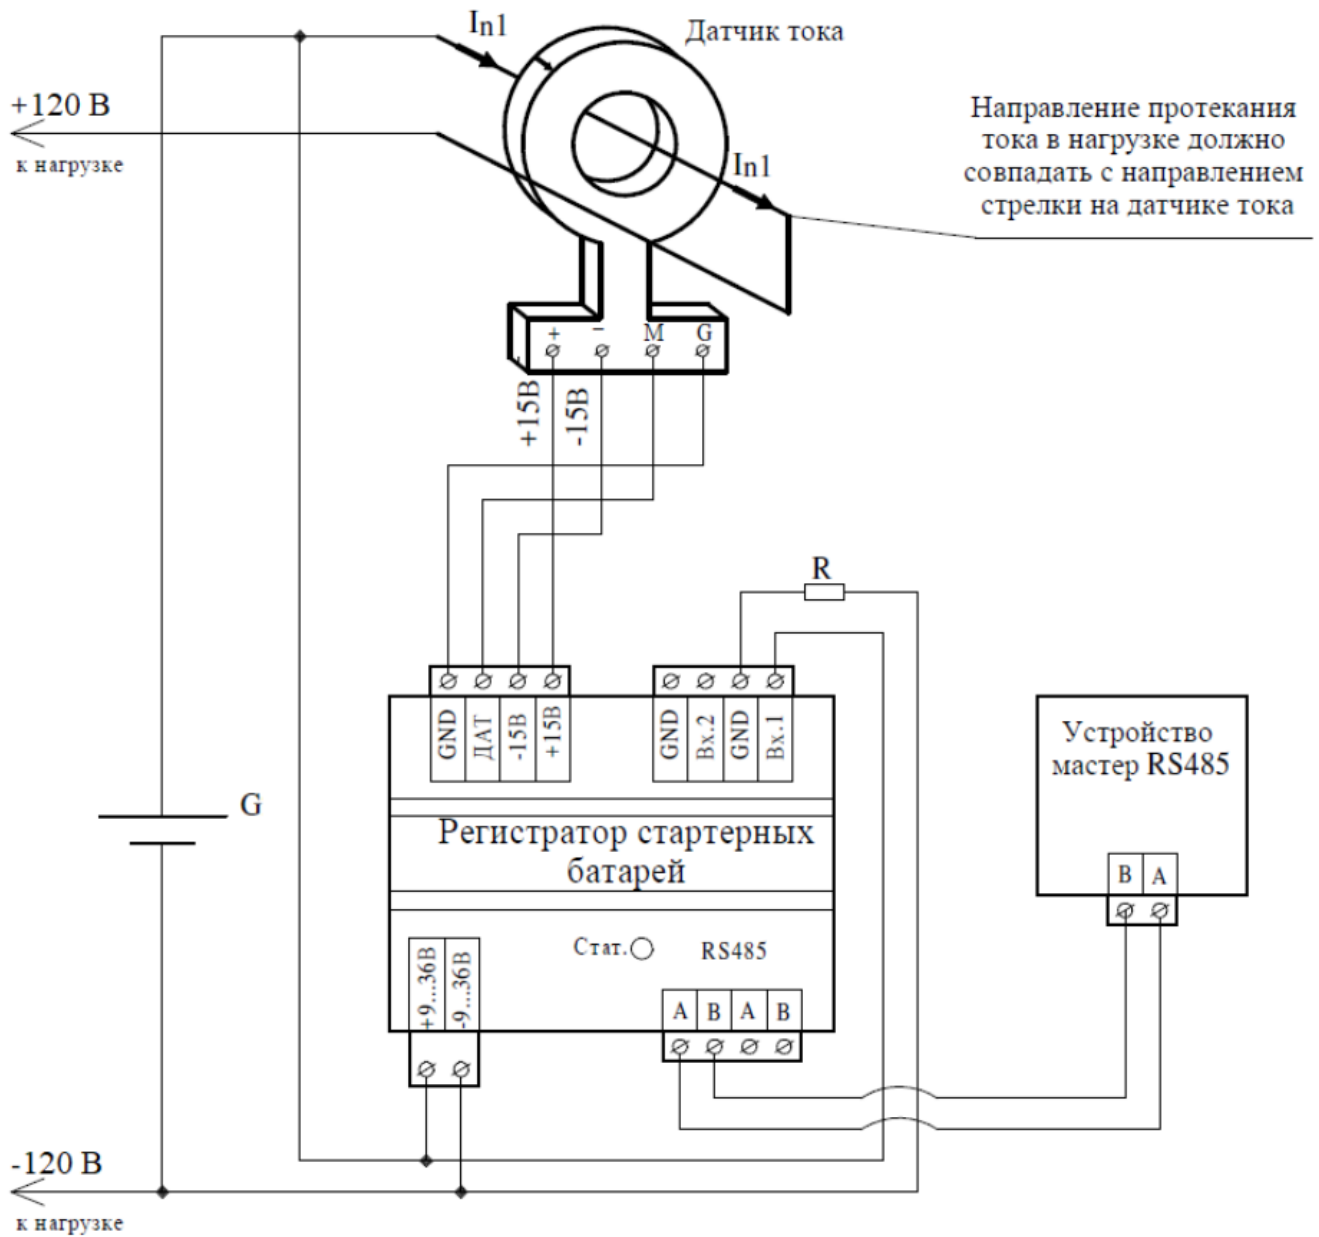 In1
Датчик тока
+120 В
к нагрузке
Направление протекания
тока в нагрузке должно
совпадать с направлением
стрелки на датчике тока
In1
+ − M G
+15В
-15В
R
GND ДАТ -15В +15В
GND Вх.2 GND Вх.1
Устройство
мастер RS485
B A
G
Регистратор стартерных
батарей
Стат.
RS485
+9...36В -9...36В
A B A B
-120 В
к нагрузке